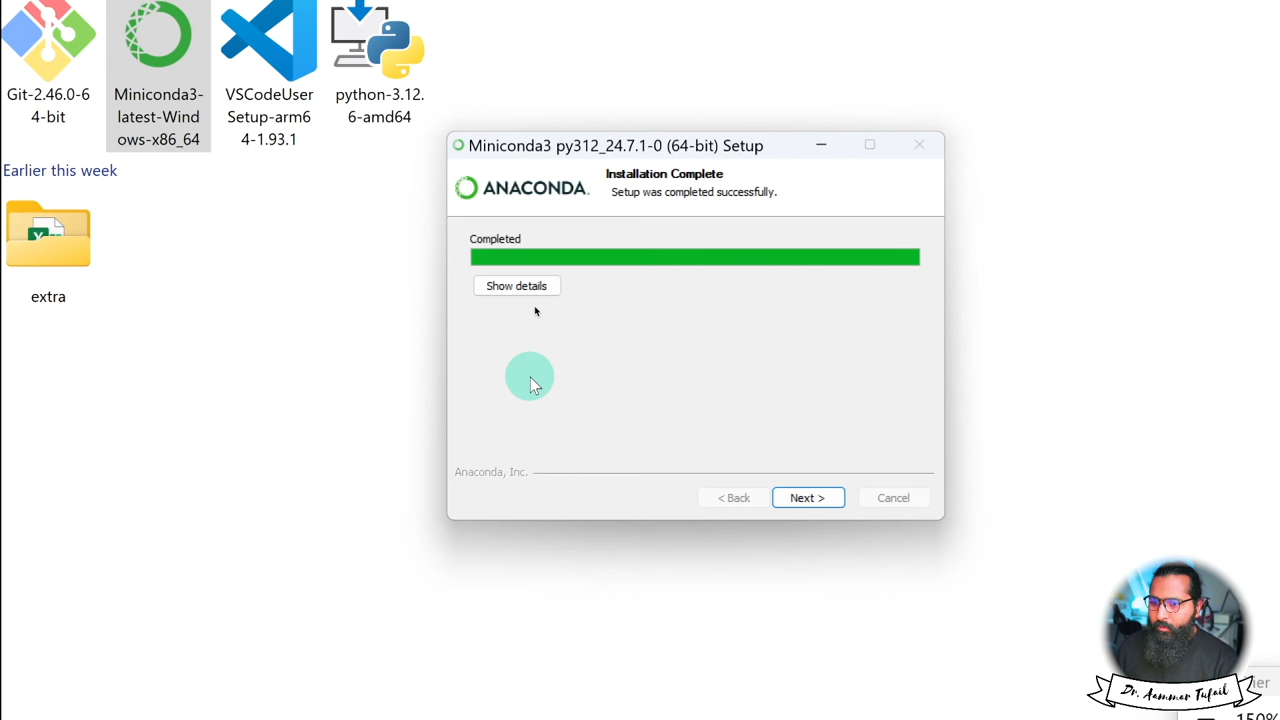 Git-2.46.0-6
4-bit
Miniconda3-
latest-Wind
ows-x86_64
VSCodeUser
Setup-arm6
4-1.93.1
python-3.12.
6-amd64
Earlier this week
extra
Miniconda3 py312_24.7.1-0 (64-bit) Setup
ANACONDA.
Installation Complete
Setup was completed successfully.
Completed
Show details
Anaconda, Inc.
< Back
Next >
Cancel
Dr. Aammar Tufail
ier
150%